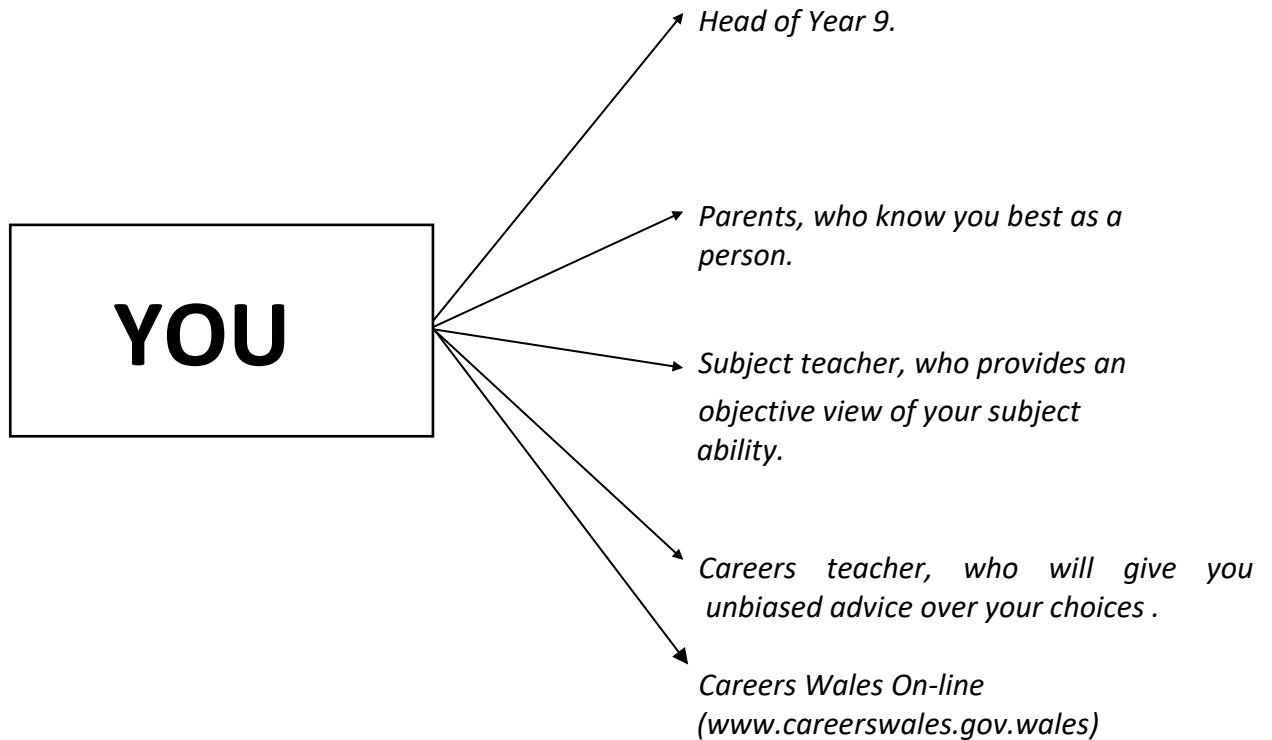 Head of Year 9.
Parents, who know you best as a
person.
YOU
Subject teacher, who provides an
objective view of your subject
ability.
Careers teacher, who will give you
unbiased advice over your choices .
Careers Wales On-line
(www.careerswales.gov.wales)